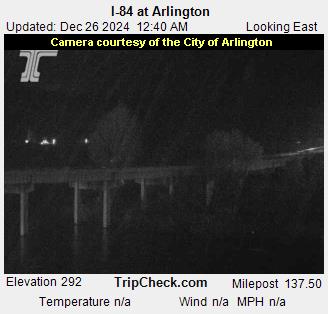 I-84 at Arlington
Updated: Dec 26 2024 12:40 AM Looking East
Camera courtesy of the City of Arlington
Elevation 292 TripCheck.com Milepost 137.50
Temperature n/a Wind n/a MPH n/a